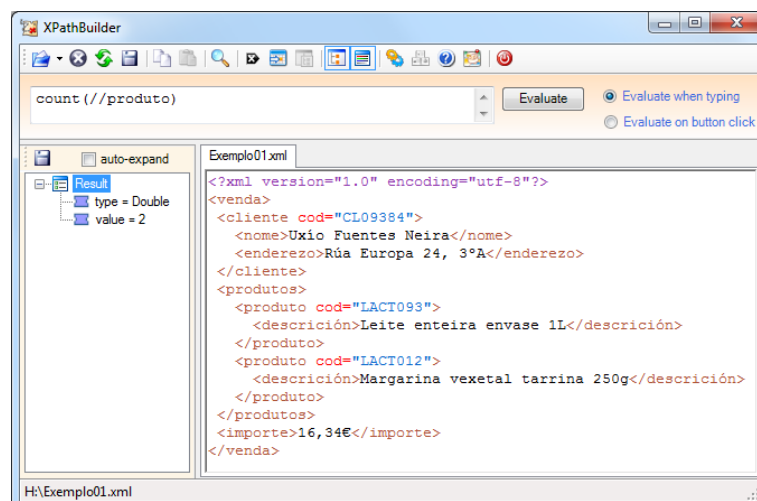 XPathBuilder
count(//produto)
Evaluate
Evaluate when typing
Evaluate on button click
auto-expand
Result
type = Double
value = 2
Exemplo01.xml
<?xml version="1.0" encoding="utf-8"?>
<venda>
<cliente cod="CL09384">
<nome>Uxío Fuentes Neira</nome>
<enderezo>Rúa Europa 24, 3ºA</enderezo>
</cliente>
<produtos>
<produto cod="LACT093">
<descrición>Leite enteira envase 1L</descrición>
</produto>
<produto cod="LACT012">
<descrición>Margarina vexetal tarrina 250g</descrición>
</produto>
</produtos>
<importe>16,34€</importe>
</venda>
H:\Exemplo01.xml